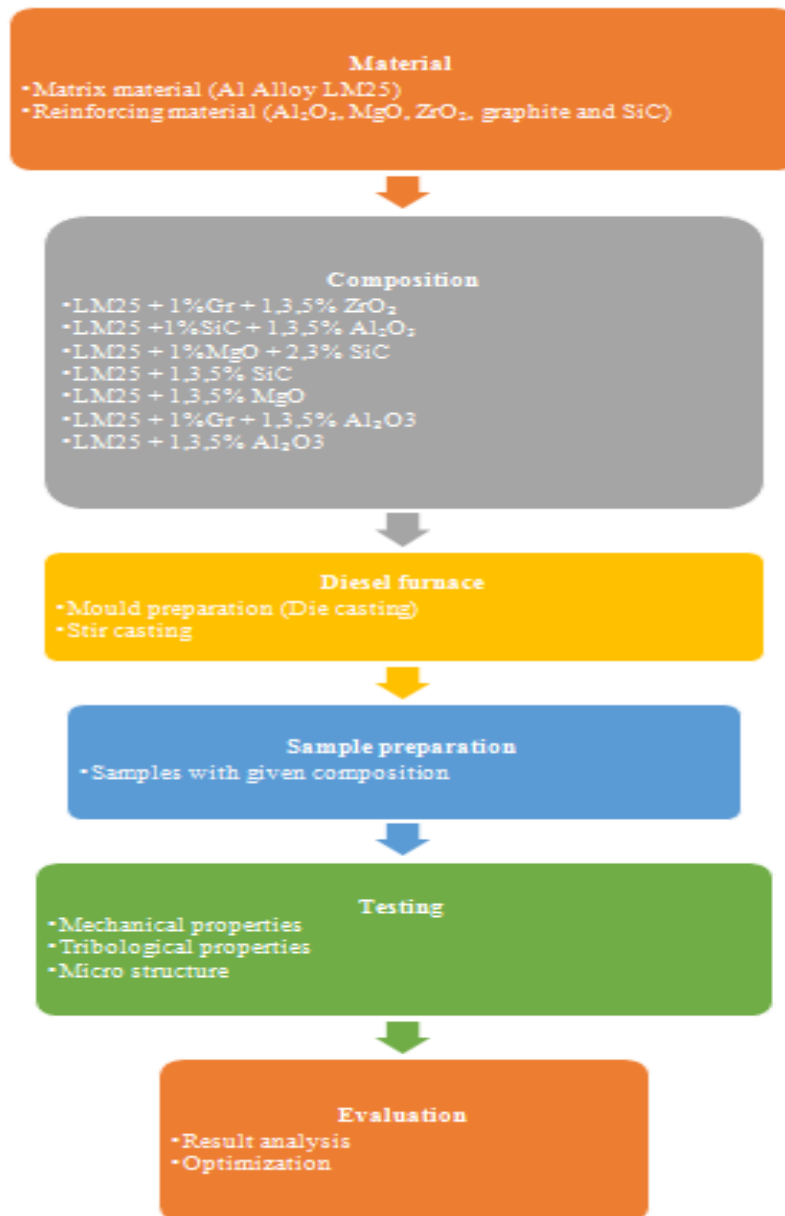 Material
•Matrix material (Al Alloy LM25)
•Reinforcing material (Al₂O₃, MgO, ZrO₂, graphite and SiC)
Composition
•LM25 + 1%Gr + 1,3,5% ZrO₂
•LM25 +1%SiC + 1,3,5% Al₂O₃
•LM25 + 1%MgO + 2,3% SiC
•LM25 + 1,3,5% SiC
•LM25 + 1,3,5% MgO
•LM25 + 1%Gr + 1,3,5% Al₂O3
•LM25 + 1,3,5% Al₂O3
Diesel furnace
•Mould preparation (Die casting)
•Stir casting
Sample preparation
•Samples with given composition
Testing
•Mechanical properties
•Tribological properties
•Micro structure
Evaluation
•Result analysis
•Optimization